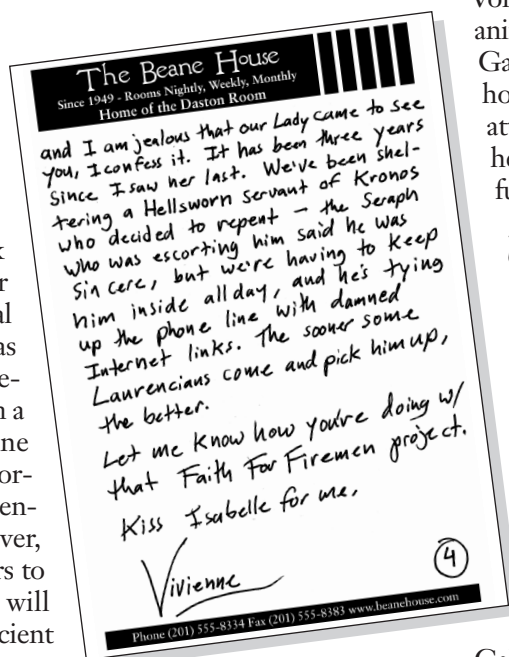 The Beane House
Since 1949 - Rooms Nightly, Weekly, Monthly
Home of the Daston Room
and I am jealous that our Lady came to see
you, I confess it. It has been three years
since I saw her last. We've been shel-
tering a Hellsworn servant of Kronos
who decided to repent – the Seraph
who was escorting him said he was
sincere, but we're having to keep
him inside all day, and he's tying
up the phone line with damned
Internet links. The sooner some
Laurencians come and pick him up,
the better.
Let me know how you're doing w/
that Faith For Firemen project.
Kiss Isabelle for me,
Vivienne
4
Phone (201) 555-8334 Fax (201) 555-8383 www.beanehouse.com
will